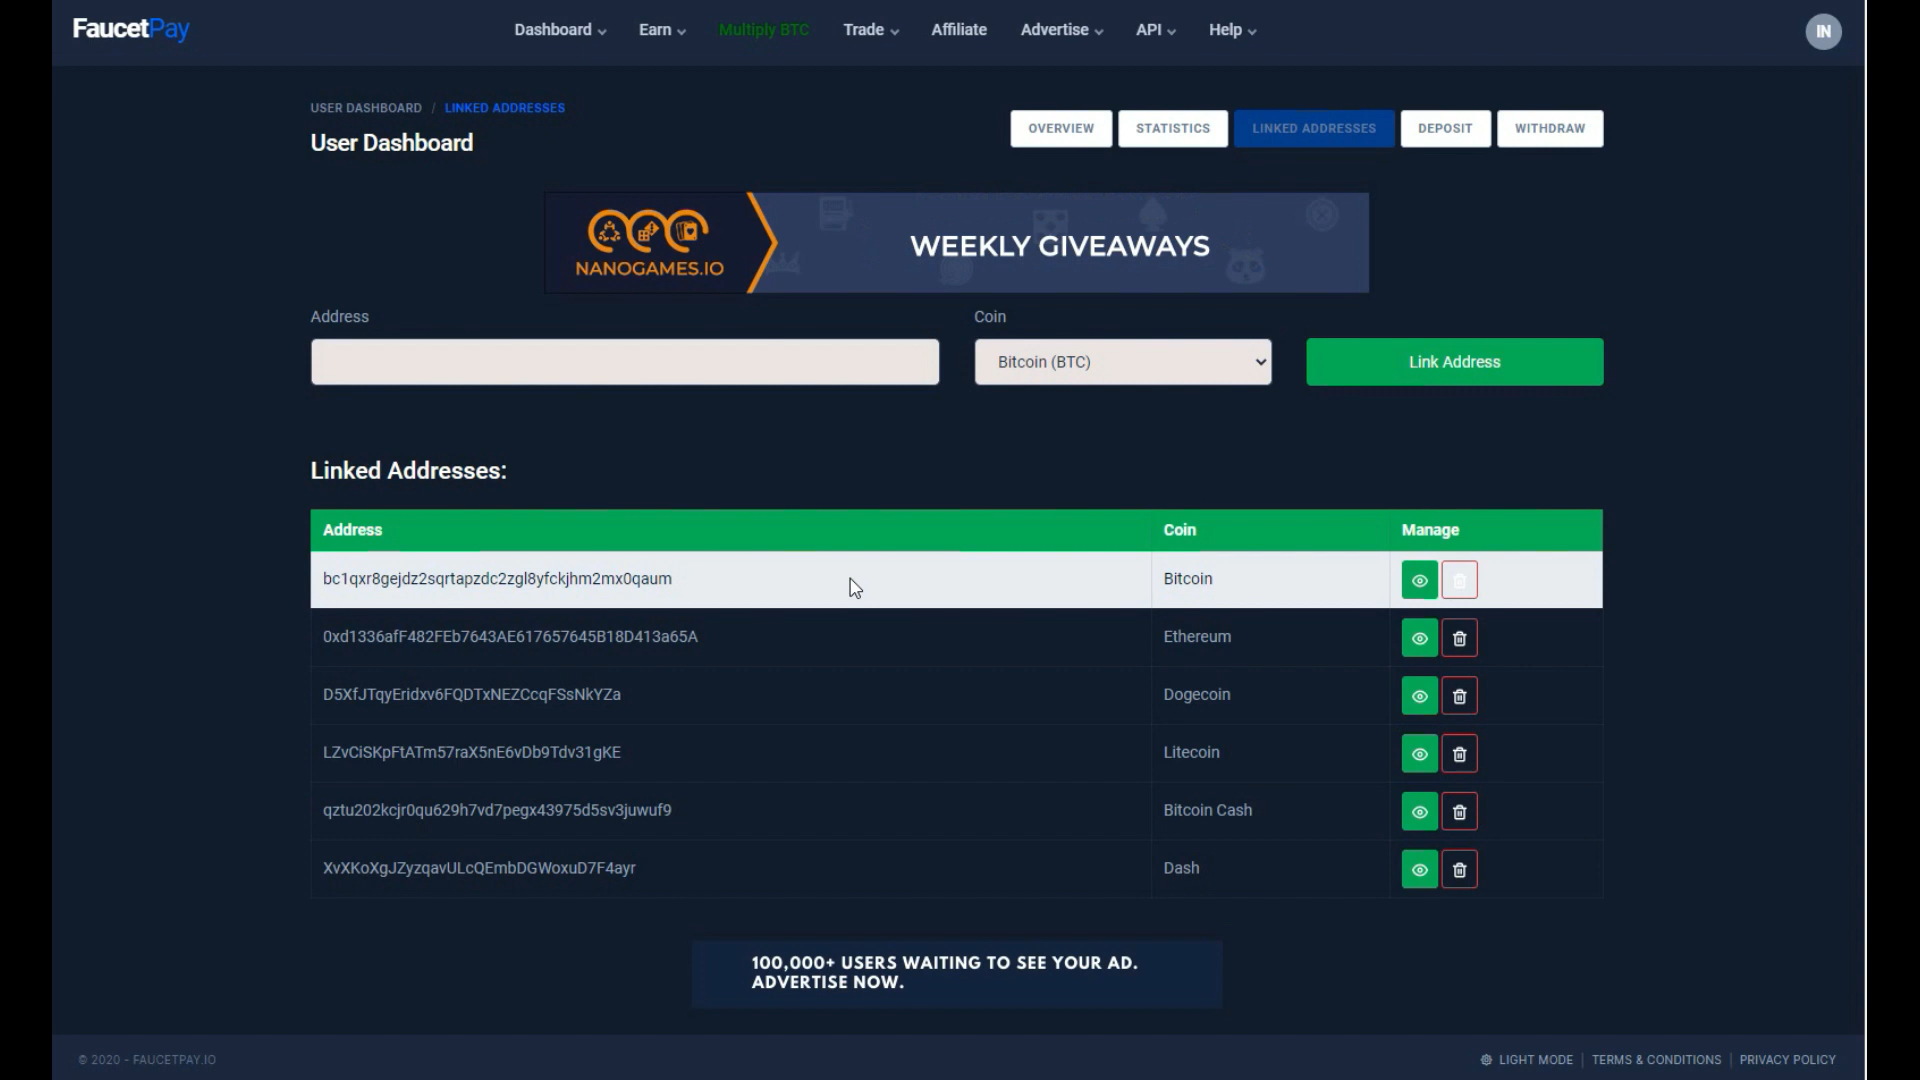 FaucetPay
Dashboard Earn Multiply BTC Trade Affiliate Advertise API Help
IN
USER DASHBOARD / LINKED ADDRESSES
User Dashboard
OVERVIEW STATISTICS LINKED ADDRESSES DEPOSIT WITHDRAW
NANOGAMES.IO
WEEKLY GIVEAWAYS
Address Coin
Bitcoin (BTC) Link Address
Linked Addresses:
Address Coin Manage
bc1qxr8gejdz2sqrtapzdc2zgl8yfckjhm2mx0qaum Bitcoin
0xd1336afF482FEb7643AE617657645B18D413a65A Ethereum
D5XfJTqyEridxv6FQDTxNEZCcqFSsNkYZa Dogecoin
LZvCiSKpFtATm57raX5nE6vDb9Tdv31gKE Litecoin
qztu202kcjr0qu629h7vd7pegx43975d5sv3juwuf9 Bitcoin Cash
XvXKoXgJZyzqavULcQEmbDGWoxuD7F4ayr Dash
100,000+ USERS WAITING TO SEE YOUR AD.
ADVERTISE NOW.
© 2020 - FAUCETPAY.IO LIGHT MODE | TERMS & CONDITIONS | PRIVACY POLICY